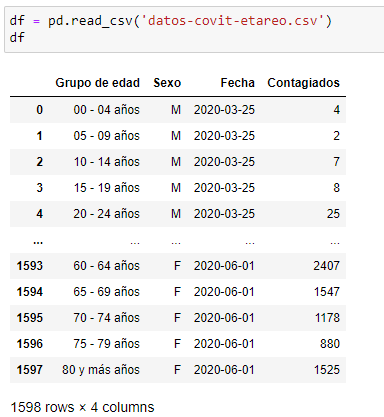 df = pd.read_csv('datos-covit-etareo.csv')
df
Grupo de edad Sexo Fecha Contagiados
0 00 - 04 años M 2020-03-25 4
1 05 - 09 años M 2020-03-25 2
2 10 - 14 años M 2020-03-25 7
3 15 - 19 años M 2020-03-25 8
4 20 - 24 años M 2020-03-25 25
... ... ... ... ...
1593 60 - 64 años F 2020-06-01 2407
1594 65 - 69 años F 2020-06-01 1547
1595 70 - 74 años F 2020-06-01 1178
1596 75 - 79 años F 2020-06-01 880
1597 80 y más años F 2020-06-01 1525
1598 rows × 4 columns